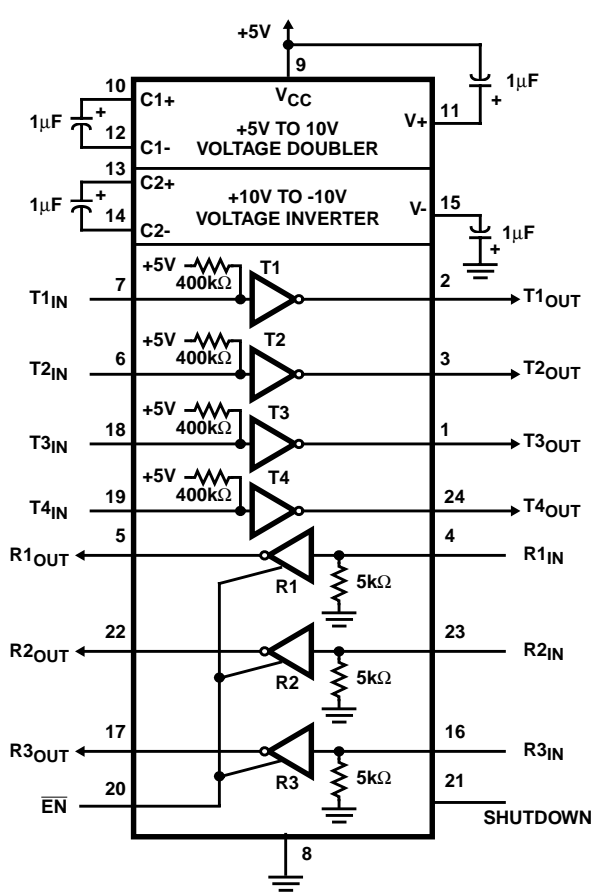 +5V
9
10
C1+
VCC
1μF
+
1μF
+
11
V+
12
C1-
+5V TO 10V
VOLTAGE DOUBLER
13
C2+
1μF
+
+10V TO -10V
VOLTAGE INVERTER
V-
15
14
C2-
1μF
+
+5V
T1
400kΩ
T1IN
7
2
T1OUT
+5V
T2
400kΩ
T2IN
6
3
T2OUT
+5V
T3
400kΩ
T3IN
18
1
T3OUT
+5V
T4
400kΩ
T4IN
19
24
T4OUT
R1OUT
5
4
R1IN
R1
5kΩ
R2OUT
22
23
R2IN
R2
5kΩ
R3OUT
17
16
R3IN
R3
5kΩ
EN
20
21
SHUTDOWN
8